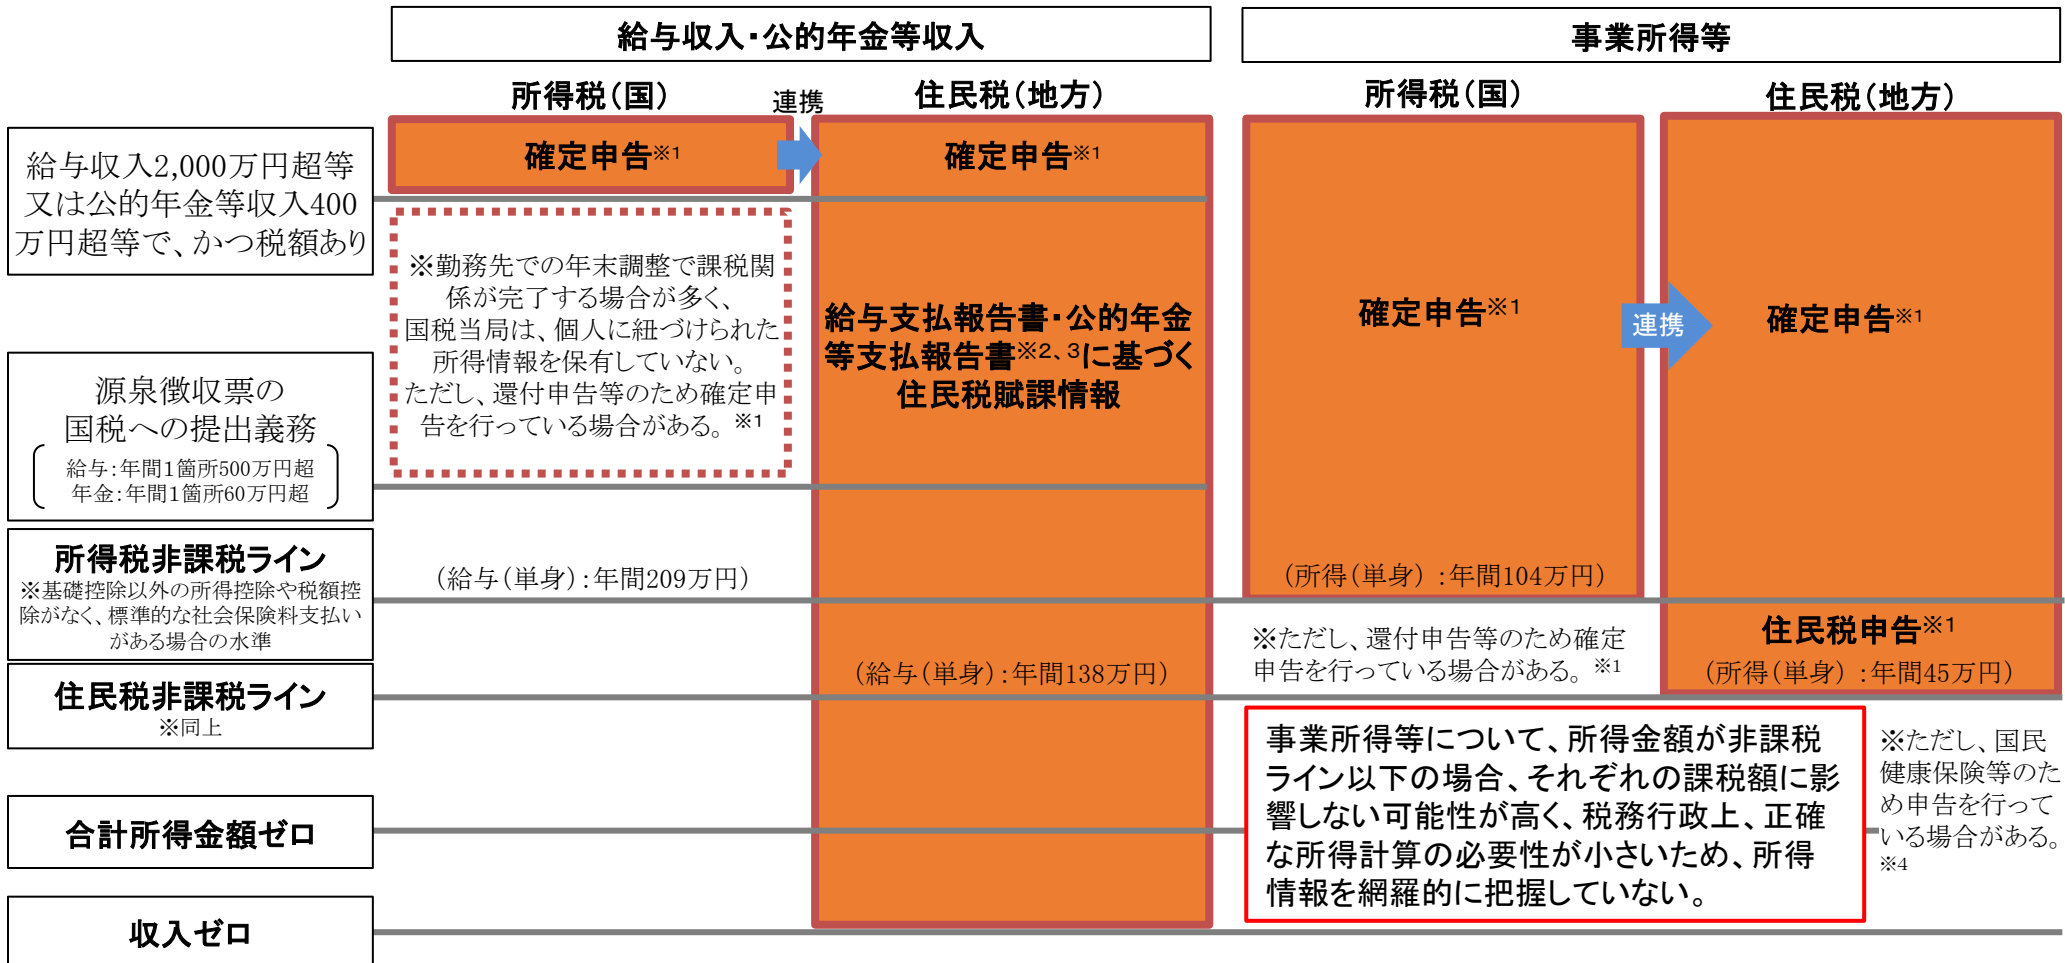 給与収入・公的年金等収入
事業所得等
所得税（国）
連携
住民税（地方）
所得税（国）
住民税（地方）
給与収入2,000万円超等
又は公的年金等収入400
万円超等で、かつ税額あり
確定申告※1
確定申告※1
※勤務先での年末調整で課税関
係が完了する場合が多く、
国税当局は、個人に紐づけられた
所得情報を保有していない。
ただし、還付申告等のため確定申
告を行っている場合がある。※1
給与支払報告書・公的年金
等支払報告書※2、3に基づく
住民税賦課情報
確定申告※1
連携
確定申告※1
源泉徴収票の
国税への提出義務
給与：年間1箇所500万円超
年金：年間1箇所60万円超
所得税非課税ライン
※基礎控除以外の所得控除や税額控
除がなく、標準的な社会保険料支払い
がある場合の水準
（給与（単身）：年間209万円）
（所得（単身）：年間104万円）
住民税非課税ライン
※同上
（給与（単身）：年間138万円）
※ただし、還付申告等のため確定
申告を行っている場合がある。※1
住民税申告※1
（所得（単身）：年間45万円）
事業所得等について、所得金額が非課税
ライン以下の場合、それぞれの課税額に影
響しない可能性が高く、税務行政上、正確
な所得計算の必要性が小さいため、所得
情報を網羅的に把握していない。
※ただし、国民
健康保険等のた
め申告を行って
いる場合がある。
※4
合計所得金額ゼロ
収入ゼロ